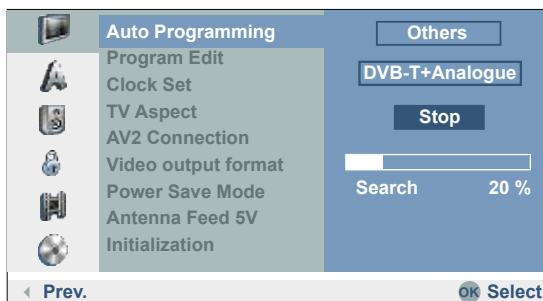 Auto Programming
Program Edit
Clock Set
TV Aspect
AV2 Connection
Video output format
Power Save Mode
Antenna Feed 5V
Initialization
Others
DVB-T+Analogue
Stop
Search 20 %
Prev.
OK Select